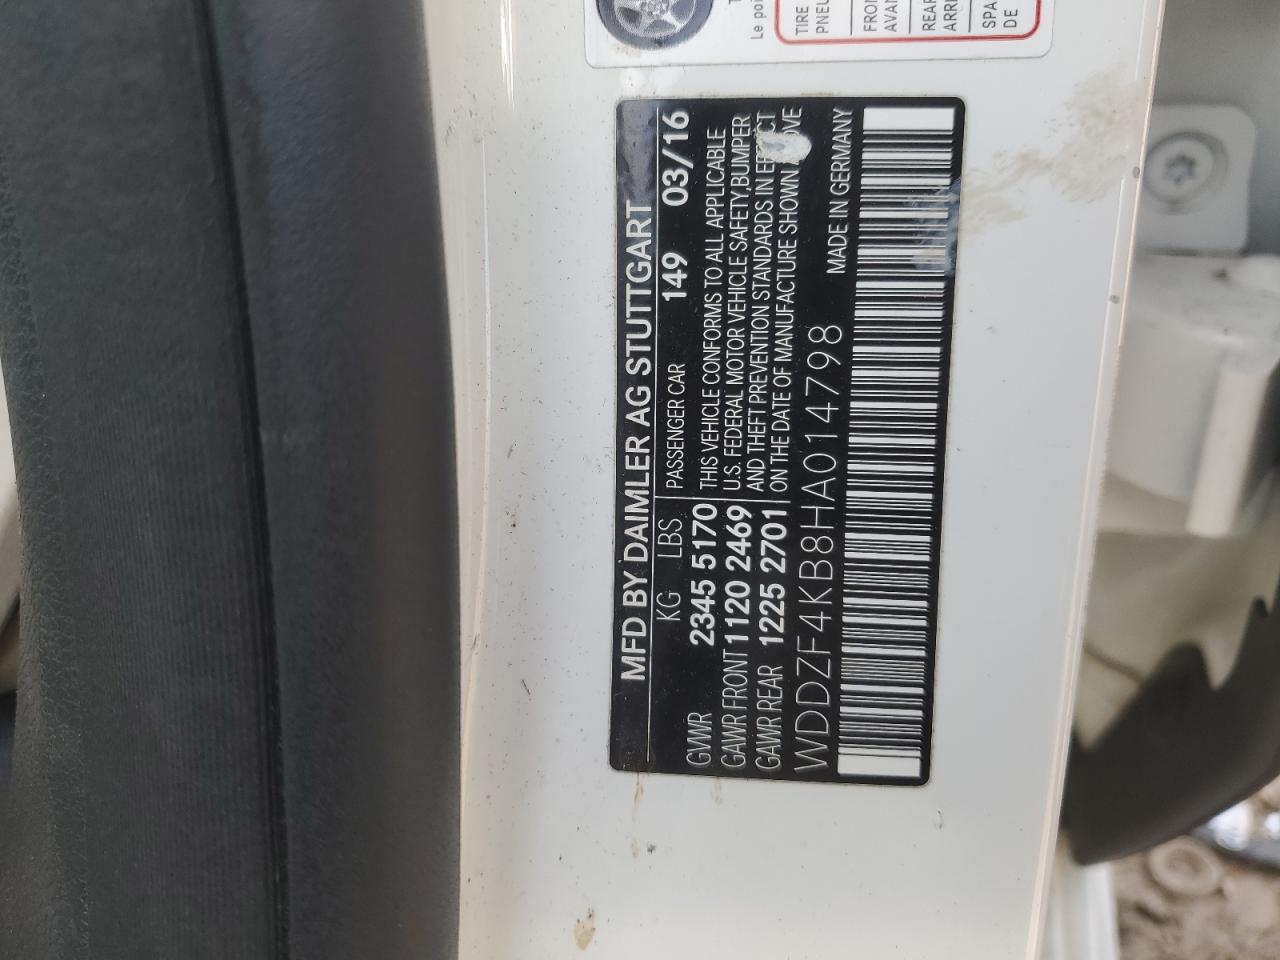 MFD BY DAIMLER AG STUTTGART
KG LBS PASSENGER CAR 149 03/16
GVWR 2345 5170 THIS VEHICLE CONFORMS TO ALL APPLICABLE
GAWR FRONT 1120 2469 U.S. FEDERAL MOTOR VEHICLE SAFETY,BUMPER
GAWR REAR 1225 2701 AND THEFT PREVENTION STANDARDS IN
ON THE DATE OF MANUFACTURE SHOWN
WDDZF4KB8HA014798 MADE IN GERMANY
Le
TIRE